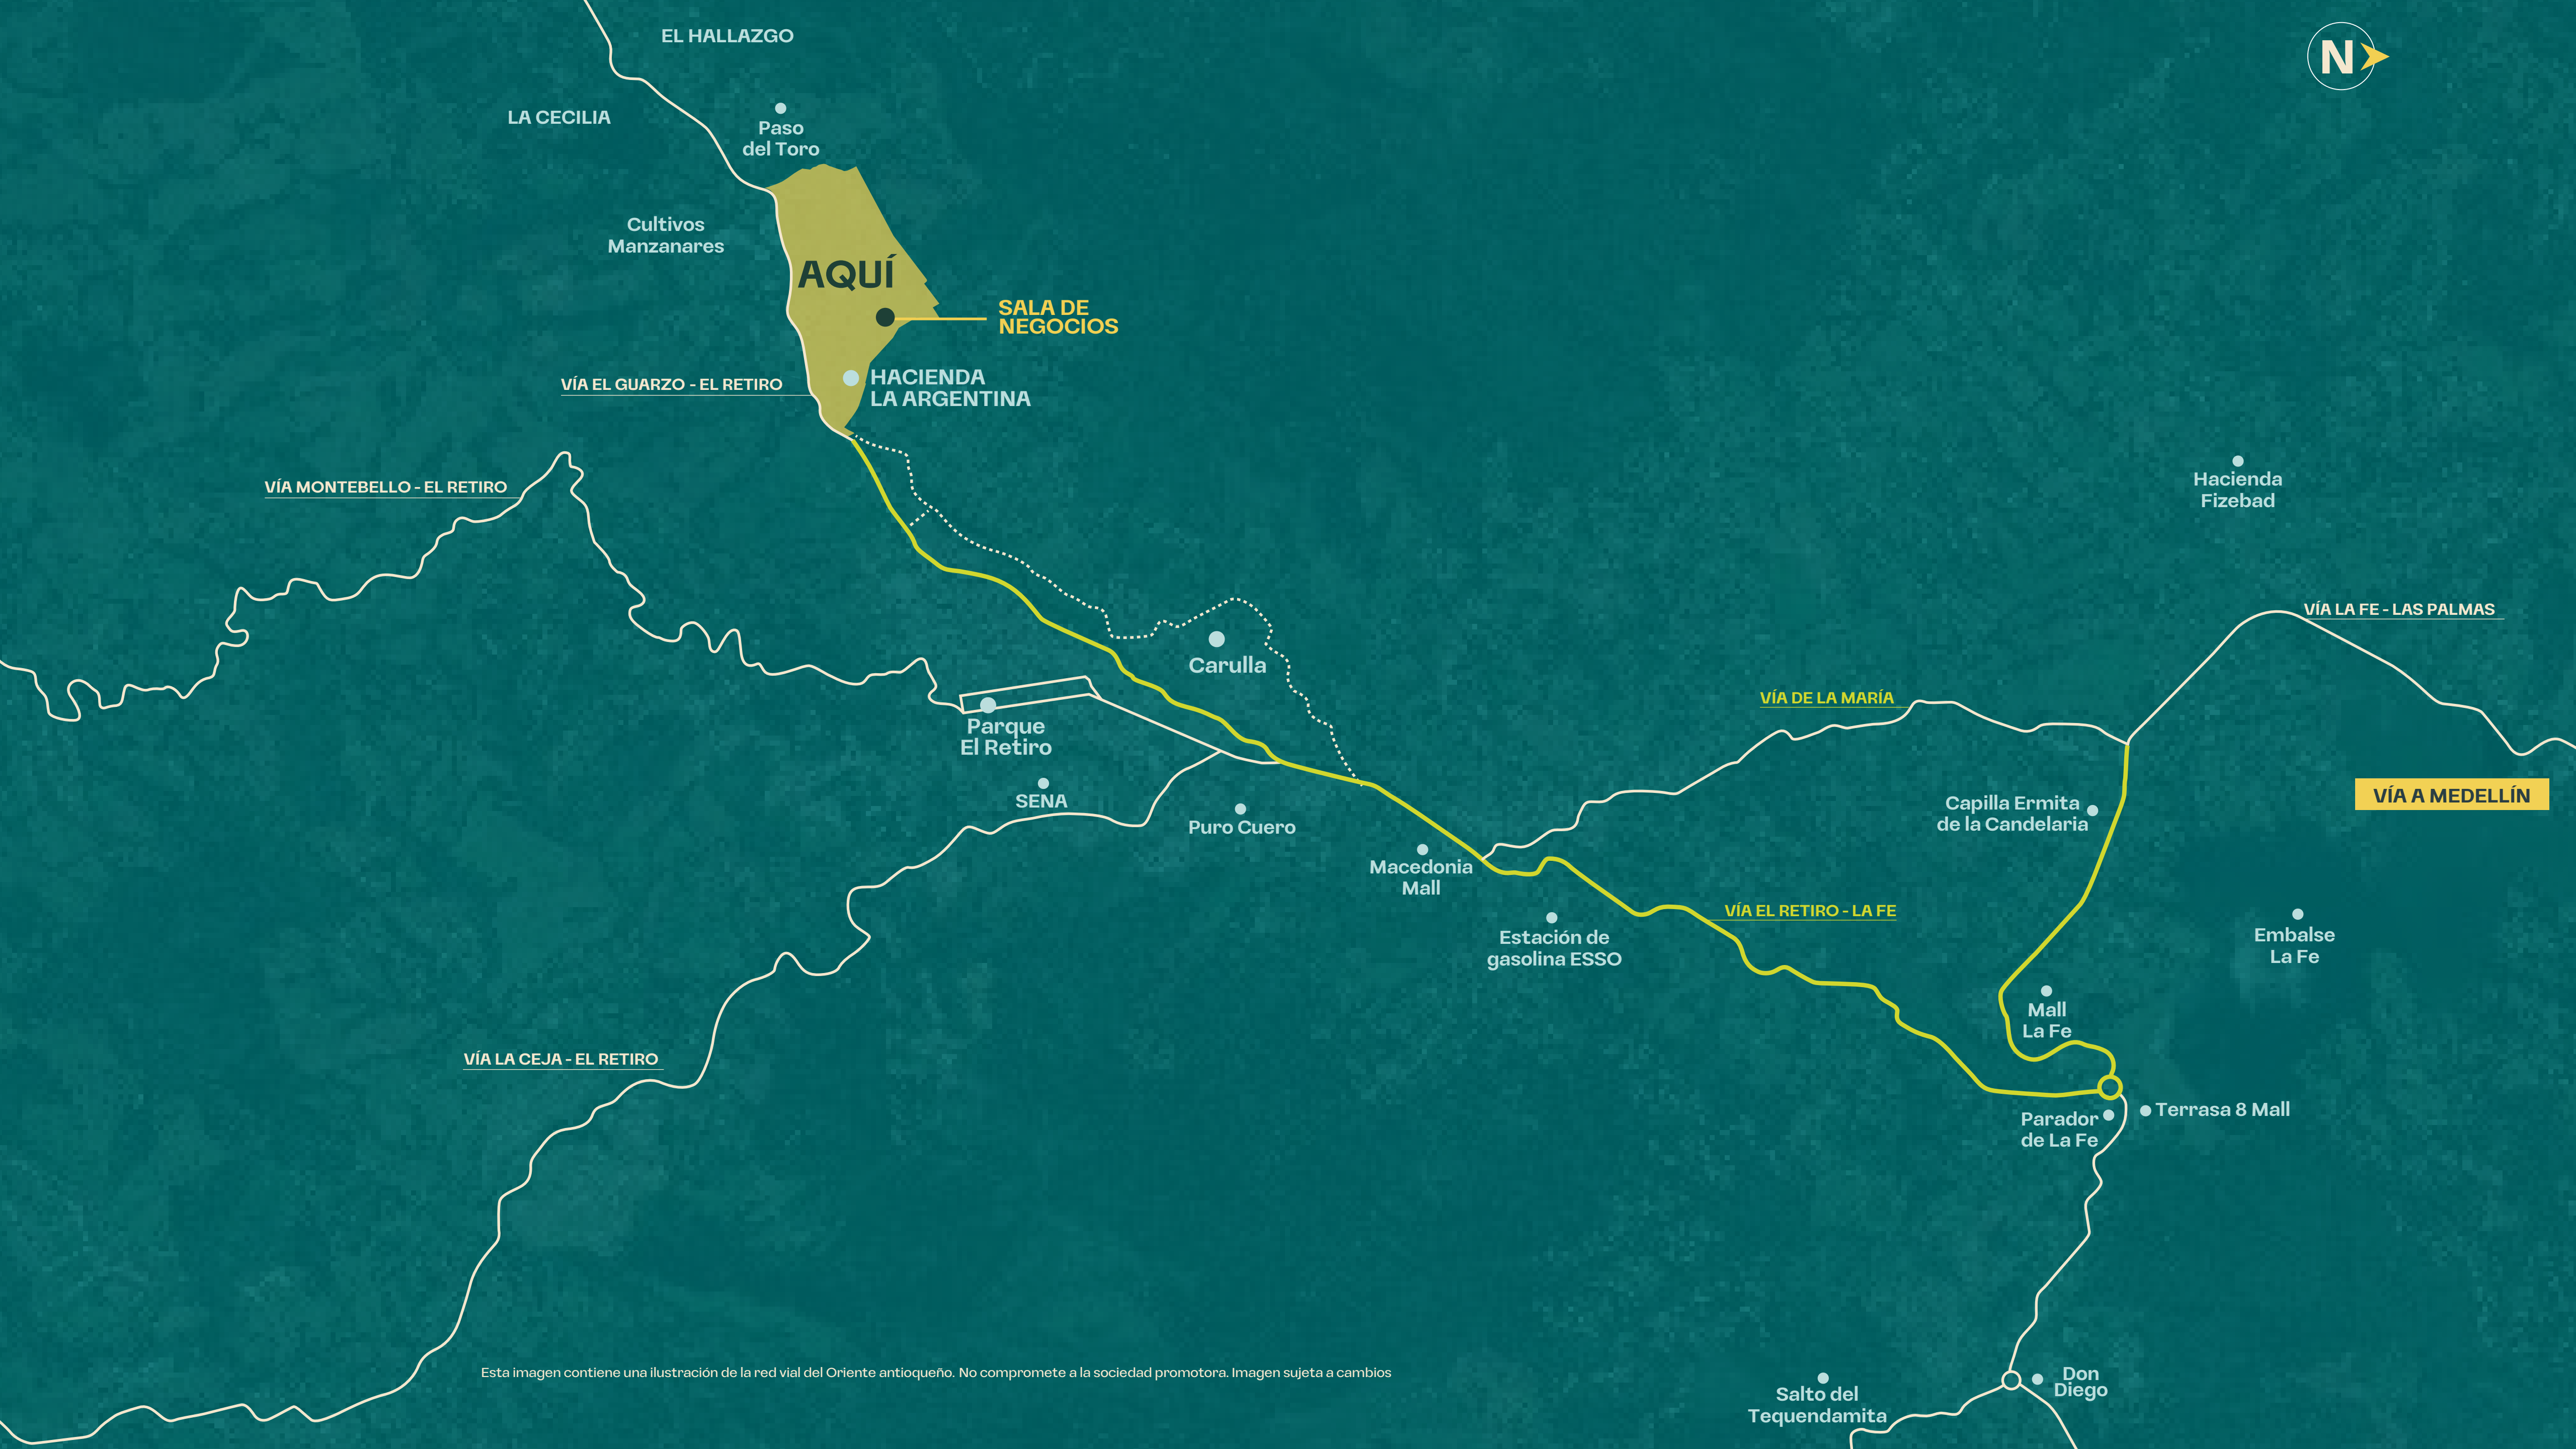 EL HALLAZGO
N
LA CECILIA
Paso
del Toro
Cultivos
Manzanares
AQUÍ
SALA DE
NEGOCIOS
HACIENDA
LA ARGENTINA
VÍA EL GUARZO - EL RETIRO
VÍA MONTEBELLO - EL RETIRO
Hacienda
Fizebad
VÍA LA FE - LAS PALMAS
Carulla
VÍA DE LA MARÍA
Parque
El Retiro
SENA
Puro Cuero
VÍA A MEDELLÍN
Capilla Ermita
de la Candelaria
Macedonia
Mall
VÍA EL RETIRO - LA FE
Estación de
gasolina ESSO
Embalse
La Fe
Mall
La Fe
VÍA LA CEJA - EL RETIRO
Terrasa 8 Mall
Parador
de La Fe
Esta imagen contiene una ilustración de la red vial del Oriente antioqueño. No compromete a la sociedad promotora. Imagen sujeta a cambios
Don
Diego
Salto del
Tequendamita